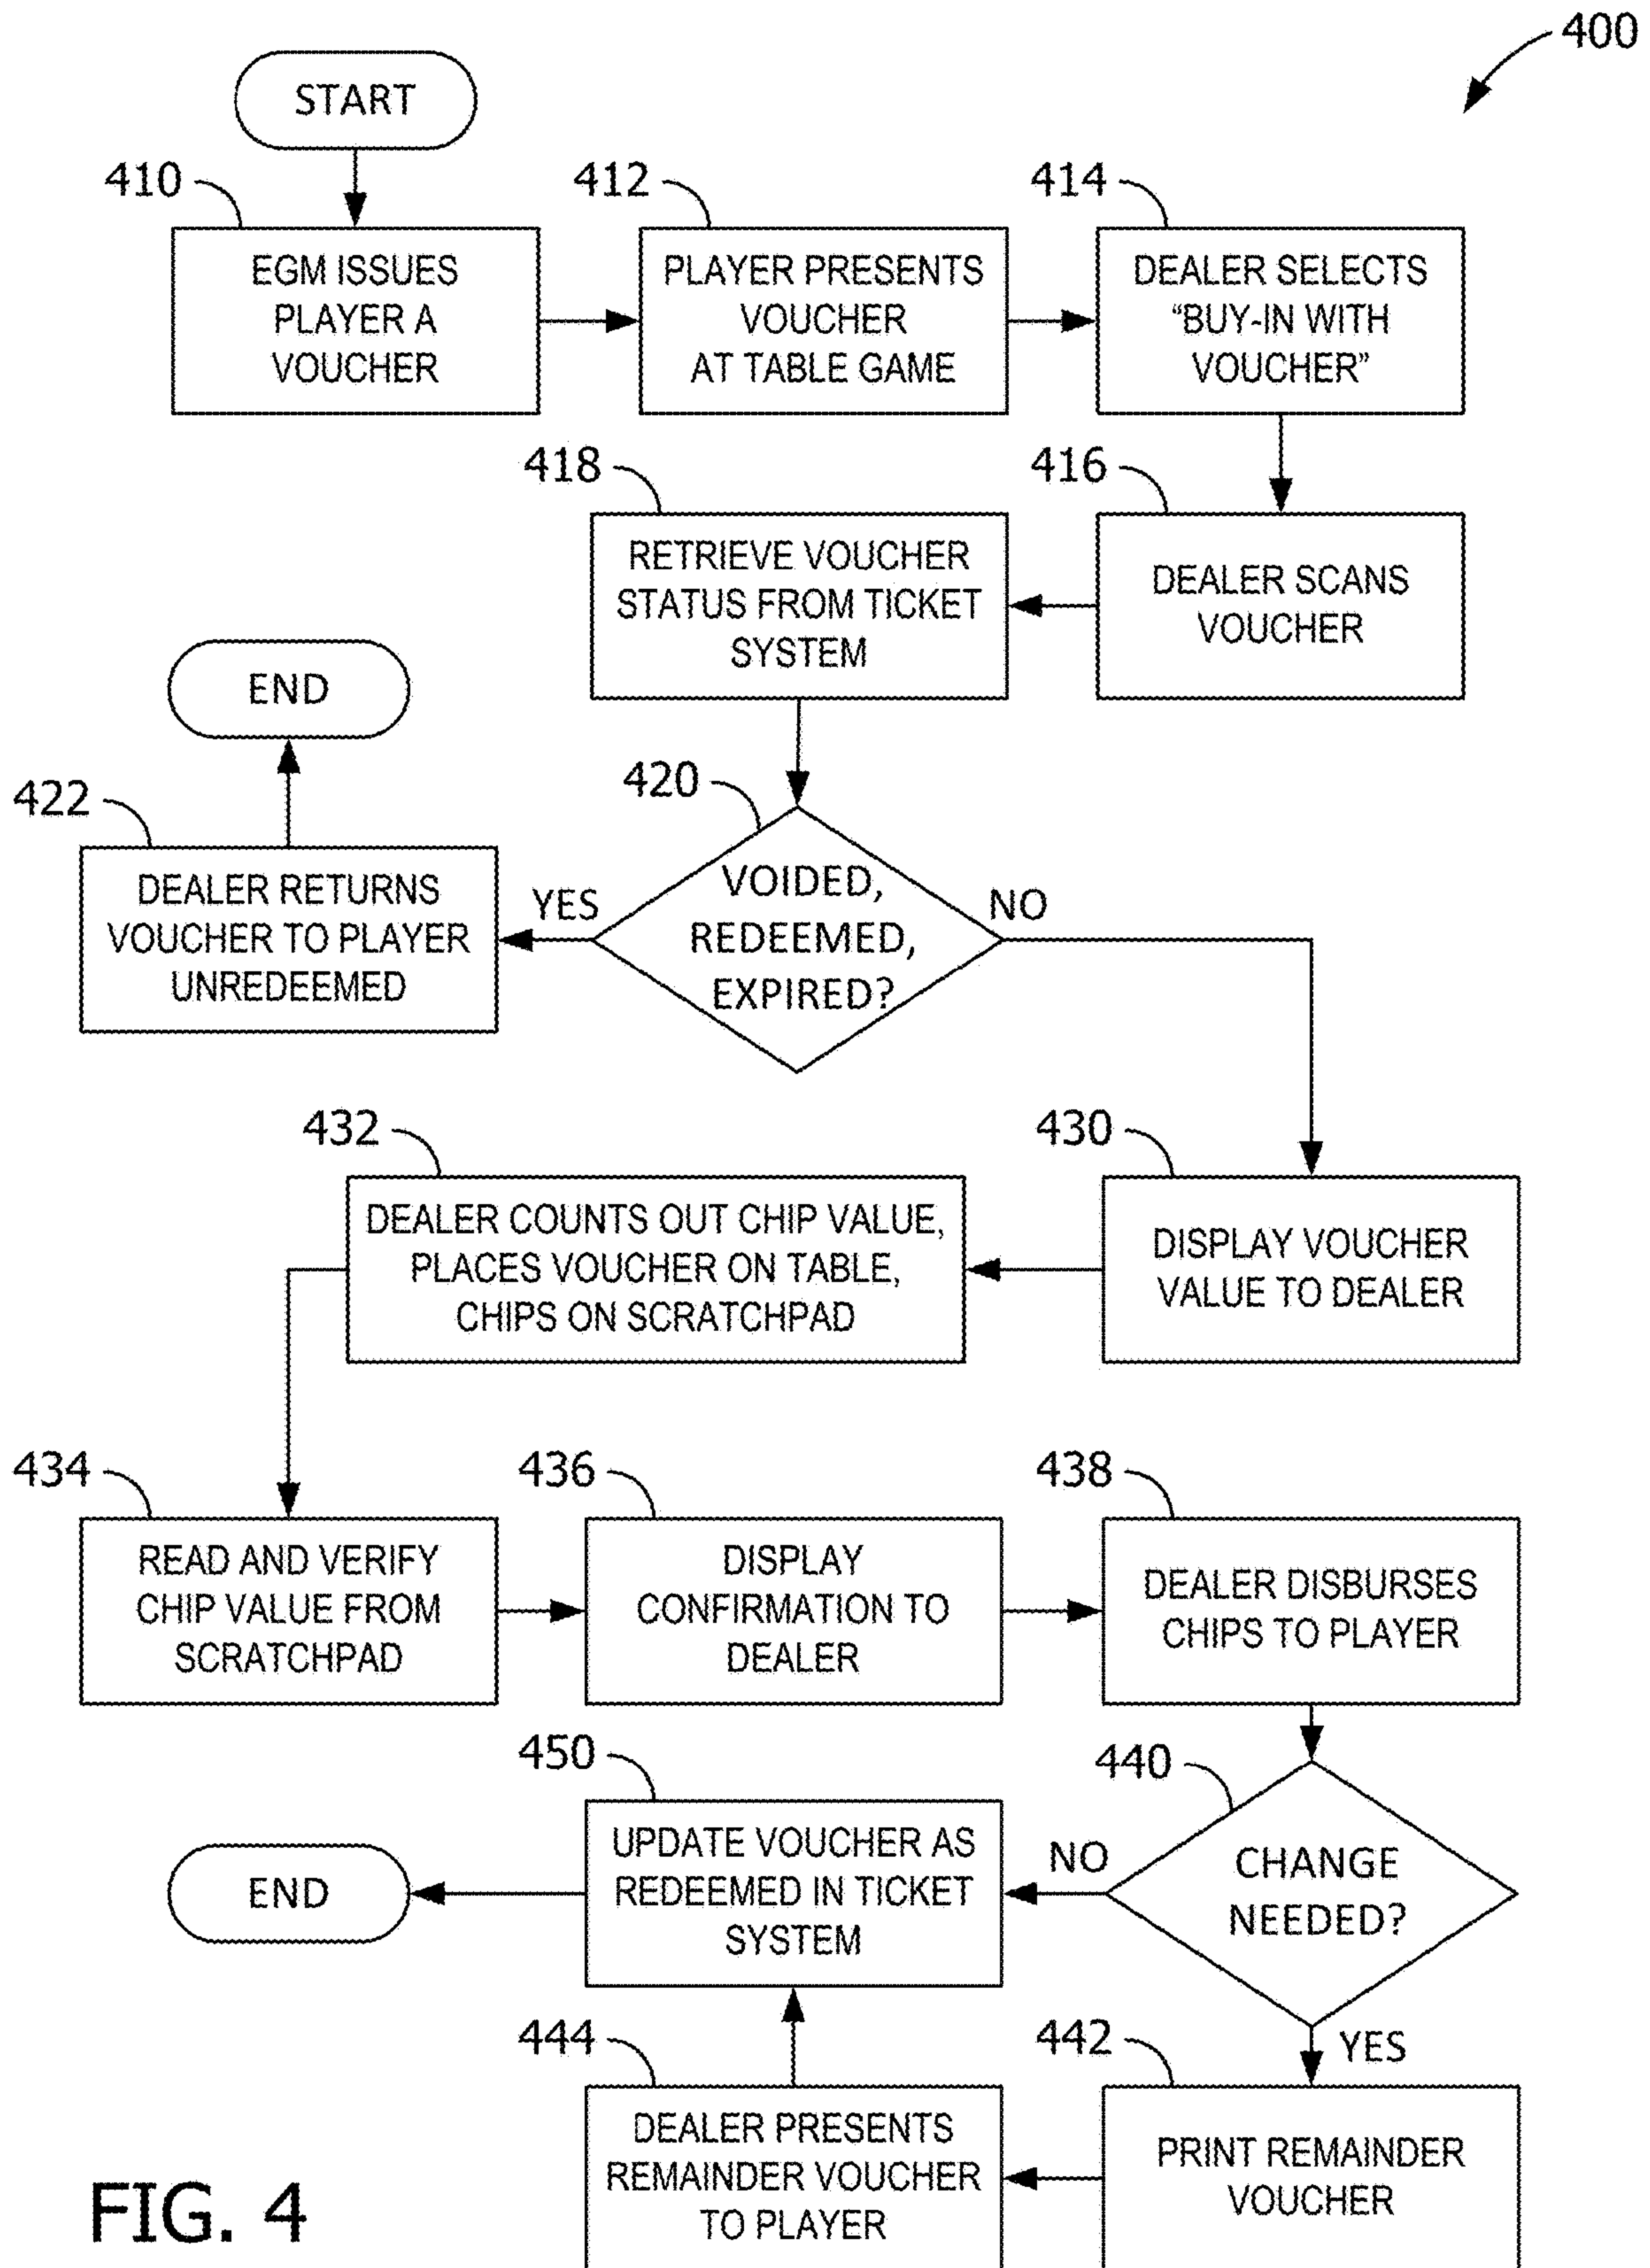 400
START
410
412
414
EGM ISSUES
PLAYER A
VOUCHER
PLAYER PRESENTS
VOUCHER
AT TABLE GAME
DEALER SELECTS
“BUY-IN WITH
VOUCHER”
418
416
RETRIEVE VOUCHER
STATUS FROM TICKET
SYSTEM
DEALER SCANS
VOUCHER
END
420
422
DEALER RETURNS
VOUCHER TO PLAYER
UNREDEEMED
YES
VOIDED,
REDEEMED,
EXPIRED?
NO
432
430
DEALER COUNTS OUT CHIP VALUE,
PLACES VOUCHER ON TABLE,
CHIPS ON SCRATCHPAD
DISPLAY VOUCHER
VALUE TO DEALER
434
436
438
READ AND VERIFY
CHIP VALUE FROM
SCRATCHPAD
DISPLAY
CONFIRMATION TO
DEALER
DEALER DISBURSES
CHIPS TO PLAYER
450
440
END
UPDATE VOUCHER AS
REDEEMED IN TICKET
SYSTEM
NO
CHANGE
NEEDED?
444
442
YES
DEALER PRESENTS
REMAINDER VOUCHER
TO PLAYER
PRINT REMAINDER
VOUCHER
FIG. 4